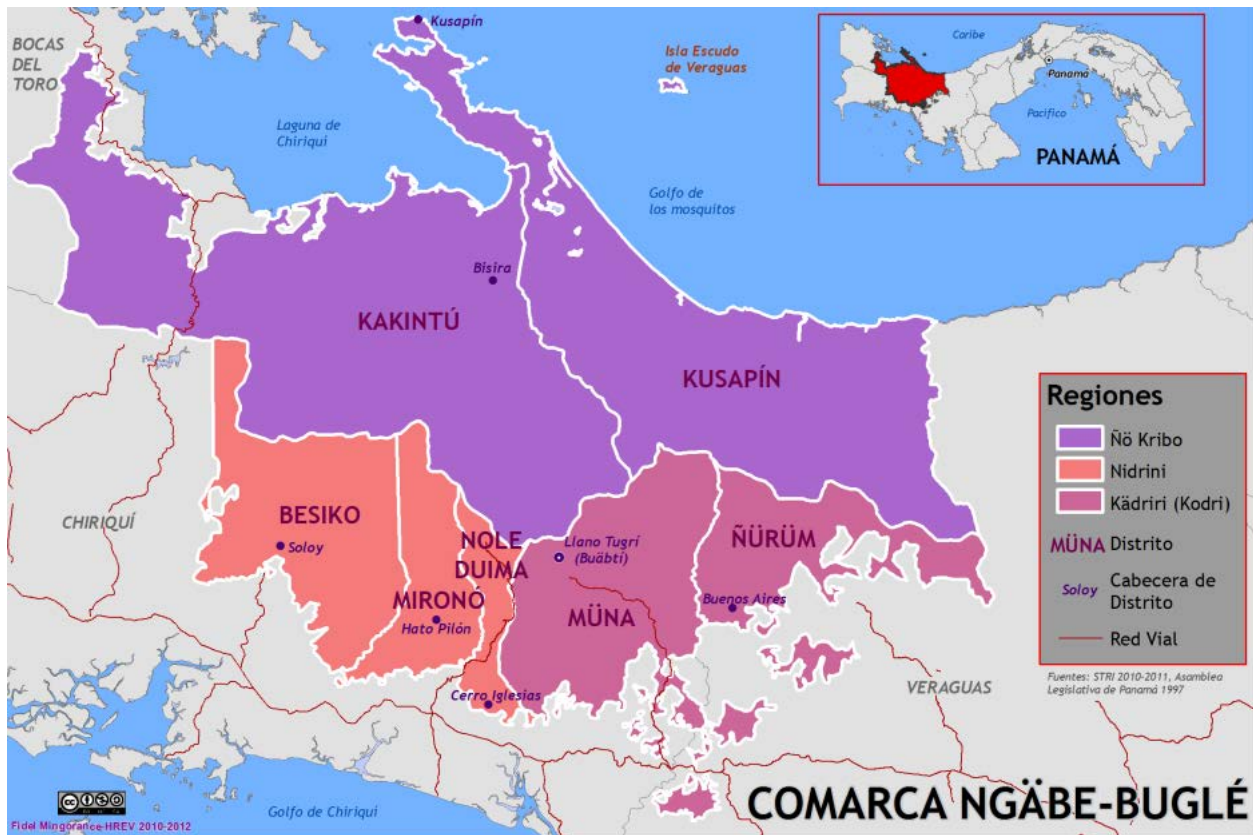 Kusapín
BOCAS
DEL
TORO
Isla Escudo
de Veraguas
Caribe
Panamá
Pacífico
PANAMÁ
Laguna de
Chiriquí
Golfo de
los mosquitos
Bisira
KAKINTÚ
KUSAPÍN
Regiones
Ñö Kribo
Nidrini
Kädriri (Kodri)
MÜNA Distrito
Soloy Cabecera de
Distrito
Red Vial
Fuentes: STRI 2010-2011, Asamblea
Legislativa de Panamá 1997
CHIRIQUÍ
BESIKO
Soloy
NOLE
DUIMA
Llano Tugrí
(Buäbtí)
ÑÜRÜM
MIRONÓ
Hato Pilón
MÜNA
Buenos Aires
Cerro Iglesias
VERAGUAS
Golfo de Chiriquí
COMARCA NGÄBE-BUGLÉ
Fidel Mingorance HREV 2010-2012